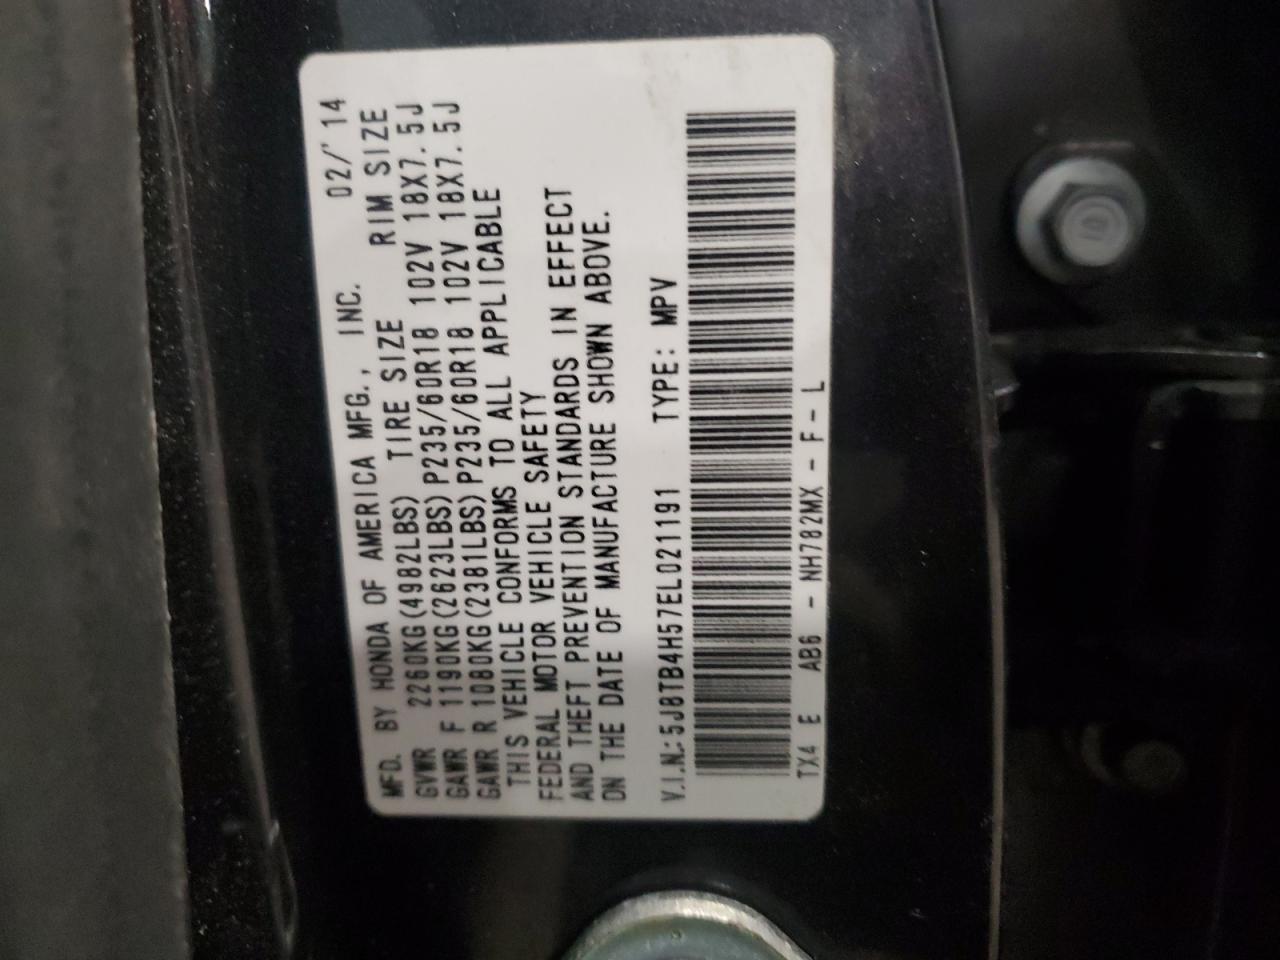 MFD. BY HONDA OF AMERICA MFG., INC. 02/'14
GVWR 2260KG(4982LBS) TIRE SIZE RIM SIZE
GAWR F 1190KG(2623LBS) P235/60R18 102V 18X7.5J
GAWR R 1080KG(2381LBS) P235/60R18 102V 18X7.5J
THIS VEHICLE CONFORMS TO ALL APPLICABLE
FEDERAL MOTOR VEHICLE SAFETY
AND THEFT PREVENTION STANDARDS IN EFFECT
ON THE DATE OF MANUFACTURE SHOWN ABOVE.
V.I.N.:5J8TB4H57EL021191 TYPE: MPV
TX4 E AB6 - NH782MX - F - L
10